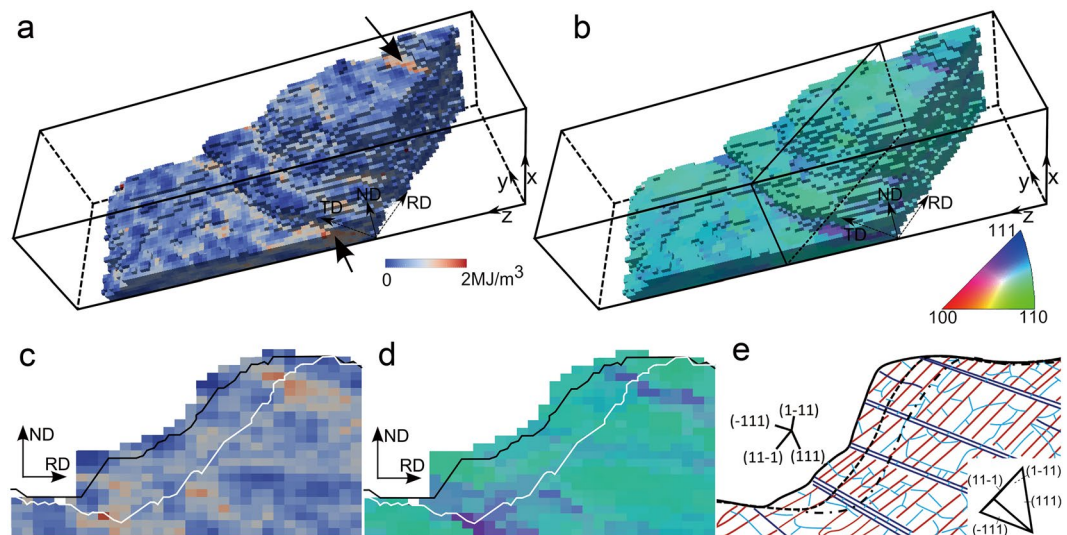 a
ND
TD
RD
y
x
z
0
2MJ/m³
b
ND
TD
RD
y
x
z
111
100
110
c
ND
RD
d
ND
RD
e
(-111)
(1-11)
(11-1)
(111)
(1-11)
(11-1)
(111)
(-111)